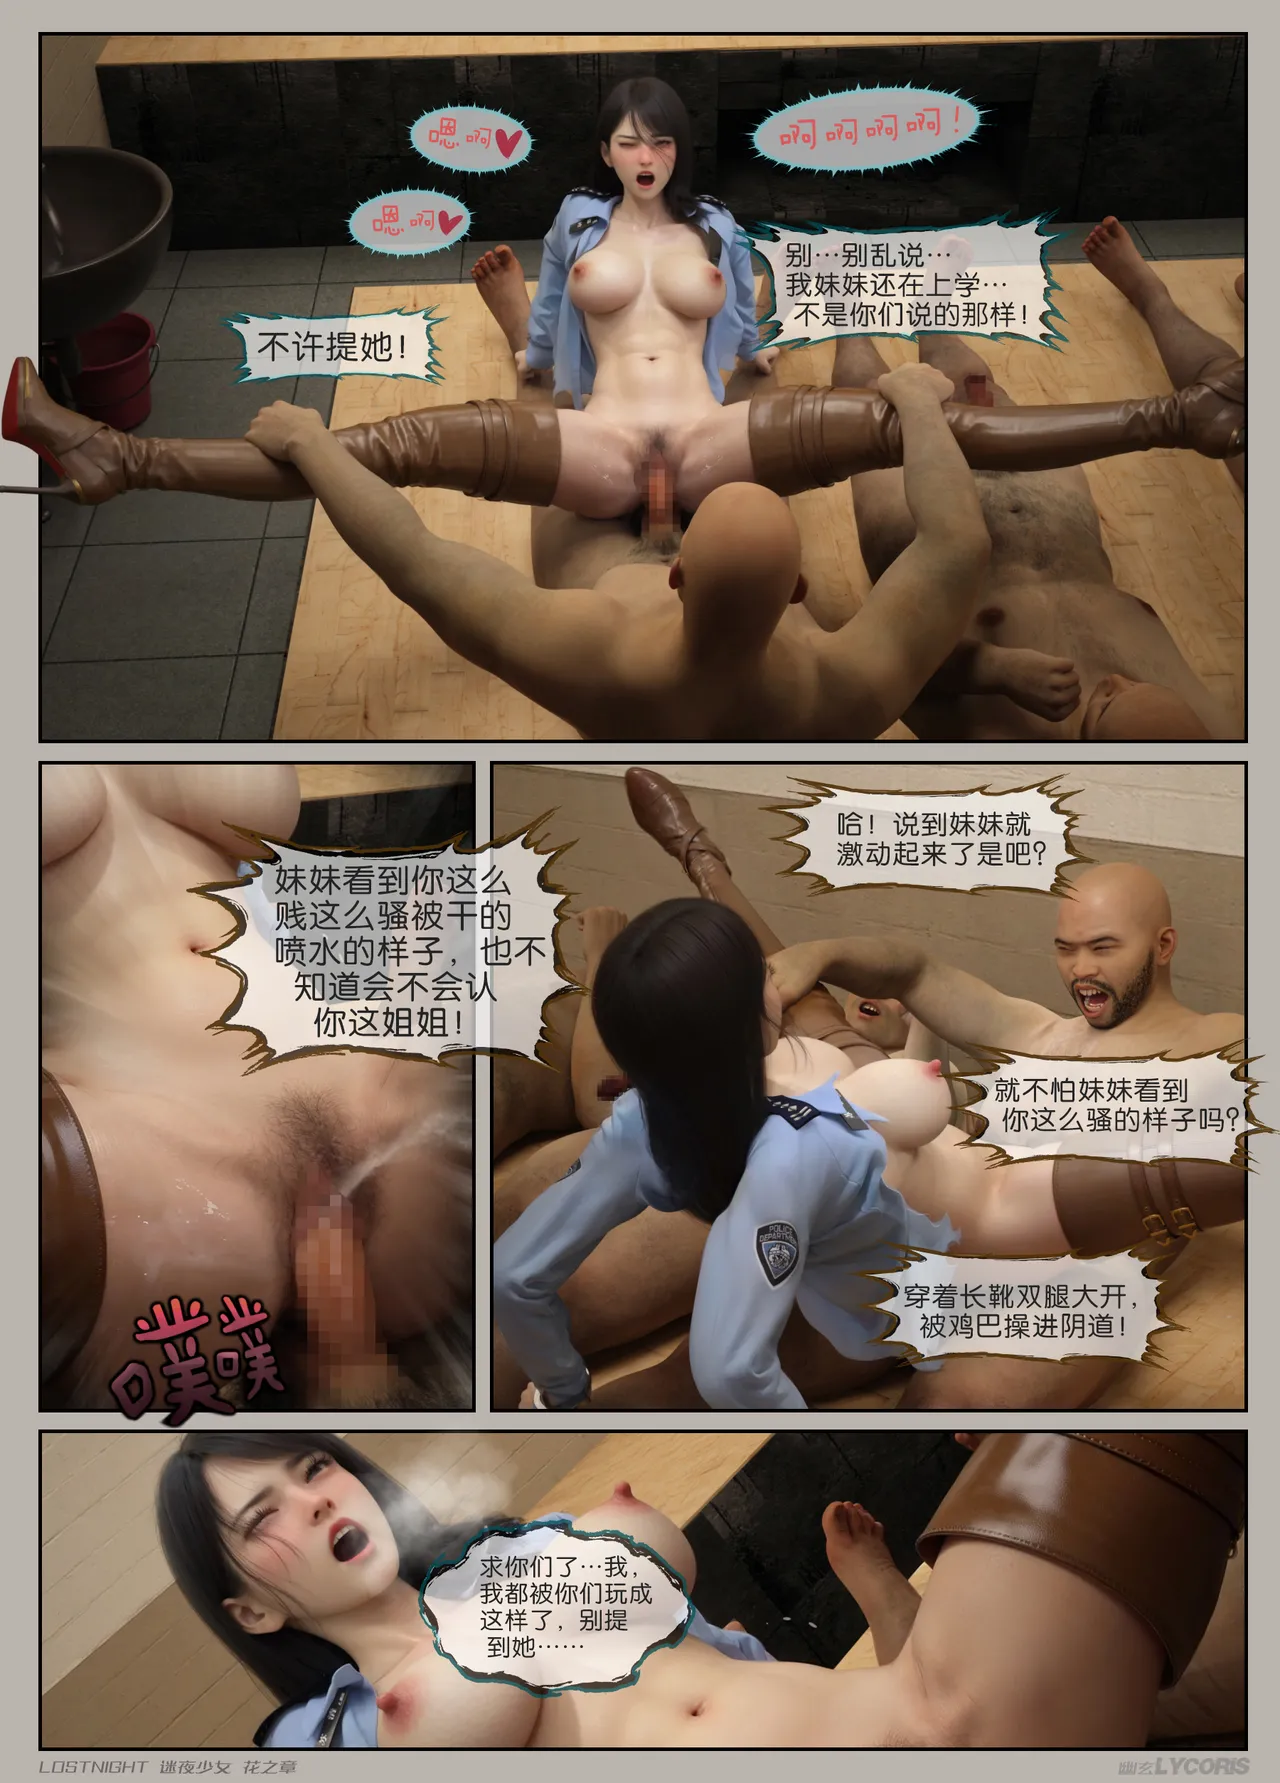 嗯啊
啊啊啊啊！
嗯啊
别…别乱说…
我妹妹还在上学…
不是你们说的那样！
不许提她！
妹妹看到你这么
贱这么骚被干的
喷水的样子，也不
知道会不会认
你这姐姐！
噗噗
哈！说到妹妹就
激动起来了是吧？
就不怕妹妹看到
你这么骚的样子吗？
POLICE
DEPARTMENT
穿着长靴双腿大开，
被鸡巴操进阴道！
求你们了…我，
我都被你们玩成
这样了，别提
到她……
LOSTNIGHT 迷夜少女 花之章
幽玄LYCORIS